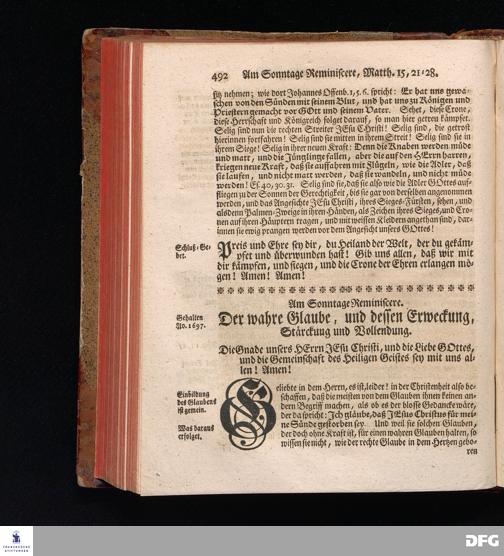 492 Am Sonntage Reminiscere, Matth. 15, 21-28.
sitz nehmen; wie dort Johannes Offenb. 1, 5. 6. spricht: Er hat uns gewa-
schen von den Sünden mit seinem Blut, und hat uns zu Königen und
Priestern gemacht vor GOtt und seinem Vater. Sehet, diese Crone,
diese Herrschafft und Königreich folget darauf, so man hier getreu kämpfet.
Selig sind nun die rechten Streiter JEsu Christi! Selig sind, die getrost
hierinnen fortfahren! Selig sind sie mitten in ihrem Streit! Selig sind sie in
ihrem Siege! Selig in ihrer neuen Kraft: Denn die Knaben werden müde
und matt, und die Jünglinge fallen, aber die auf den HErrn harren,
kriegen neue Kraft, daß sie auffahren mit Flügeln, wie die Adler, daß
sie laufen, und nicht matt werden, daß sie wandeln, und nicht müde
werden! Es. 40, 30. 31. Selig sind sie, daß sie also wie die Adler GOttes auf-
fliegen zu der Sonnen der Gerechtigkeit, bis sie gar von derselben angenommen
werden, und das Angesichte JEsu Christi, ihres Sieges-Fürsten, sehen, und
alsdenn Palmen-Zweige in ihren Händen, als Zeichen ihres Sieges, und Cro-
nen auf ihren Häuptern tragen, und mit weissen Kleidern angethan sind, dar-
innen sie ewig prangen werden vor dem Angesicht unsers GOttes!
Schluß-Ge-
bet.
Preis und Ehre sey dir, du Heiland der Welt, der du gekäm-
pfet und überwunden hast! Gib uns allen, daß wir mit
dir kämpfen, und siegen, und die Crone der Ehren erlangen mö-
gen! Amen! Amen!
Am Sonntage Reminiscere.
Gehalten
Ao. 1697.
Der wahre Glaube, und dessen Erweckung,
Stärckung und Vollendung.
Die Gnade unsers HErrn JEsu Christi, und die Liebe GOttes,
und die Gemeinschaft des Heiligen Geistes sey mit uns al-
len! Amen!
Einbildung
des Glaubens
ist gemein.
Was daraus
erfolget.
Geliebte in dem Herrn, es ist, leider! in der Christenheit also be-
schaffen, daß die meisten von dem Glauben ihnen keinen an-
dern Begriff machen, als ob es der blosse Gedancke wäre,
der da spricht: Ich gläube, daß JEsus Christus für mei-
ne Sünde gestorben sey. Und weil sie solchen Glauben,
der doch ohne Kraft ist, für einen wahren Glauben halten, so
wissen sie nicht, wie der rechte Glaube in dem Hertzen gebo-
ren
FRANCKESCHE
STIFTUNGEN
DFG